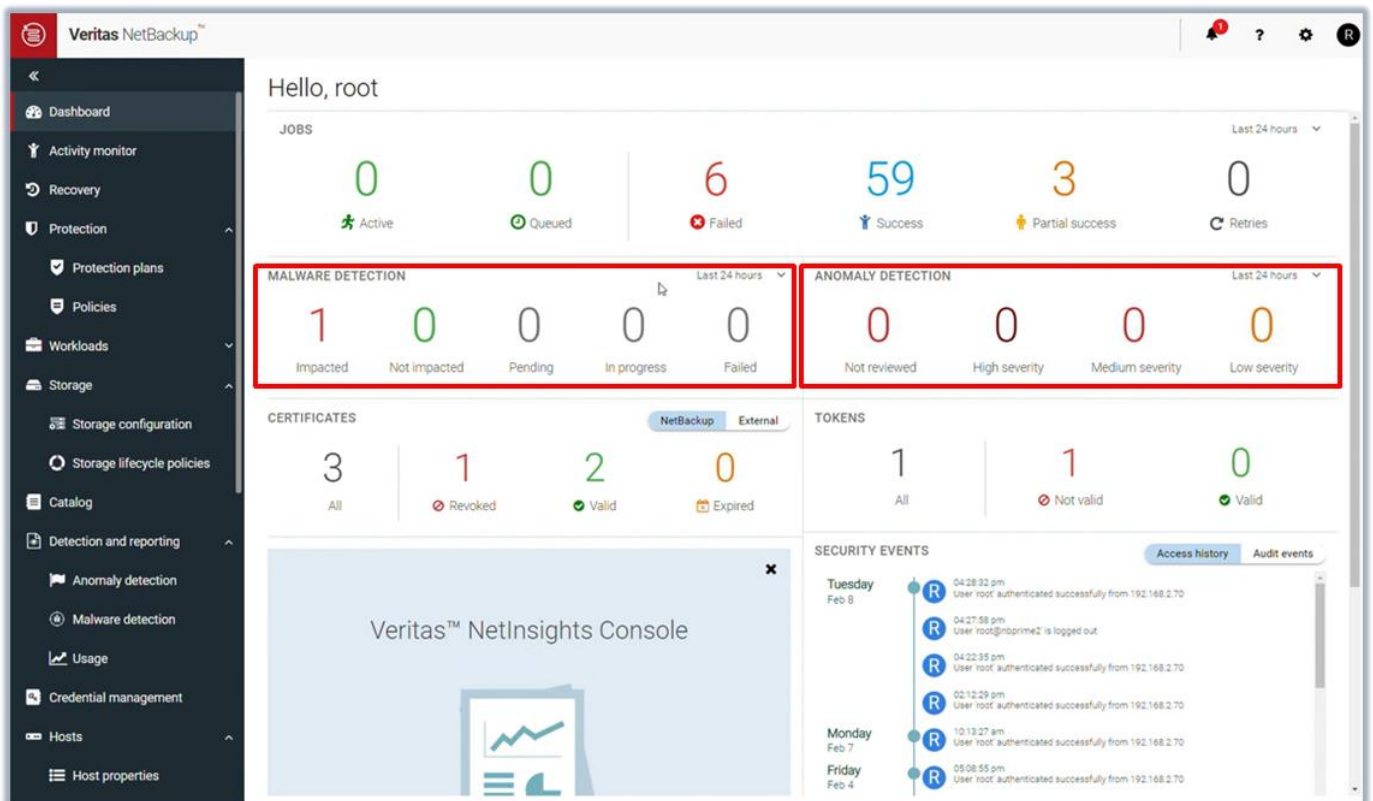 Veritas NetBackup™
1
?
R
«
Dashboard
Activity monitor
Recovery
Protection
Protection plans
Policies
Workloads
Storage
Storage configuration
Storage lifecycle policies
Catalog
Detection and reporting
Anomaly detection
Malware detection
Usage
Credential management
Hosts
Host properties
Hello, root
JOBS
Last 24 hours
0 0 6 59 3 0
Active Queued Failed Success Partial success Retries
MALWARE DETECTION
Last 24 hours
1 0 0 0 0
Impacted Not impacted Pending In progress Failed
ANOMALY DETECTION
Last 24 hours
0 0 0 0
Not reviewed High severity Medium severity Low severity
CERTIFICATES
NetBackup External
3 1 2 0
All Revoked Valid Expired
TOKENS
1 1 0
All Not valid Valid
Veritas™ NetInsights Console
SECURITY EVENTS
Access history Audit events
Tuesday
Feb 8
R
04:28:32 pm
User 'root' authenticated successfully from 192.168.2.70
R
04:27:58 pm
User 'root@nbprime2' is logged out
R
04:22:35 pm
User 'root' authenticated successfully from 192.168.2.70
R
02:12:29 pm
User 'root' authenticated successfully from 192.168.2.70
Monday
Feb 7
R
10:13:27 am
User 'root' authenticated successfully from 192.168.2.70
Friday
Feb 4
R
05:08:55 pm
User 'root' authenticated successfully from 192.168.2.70